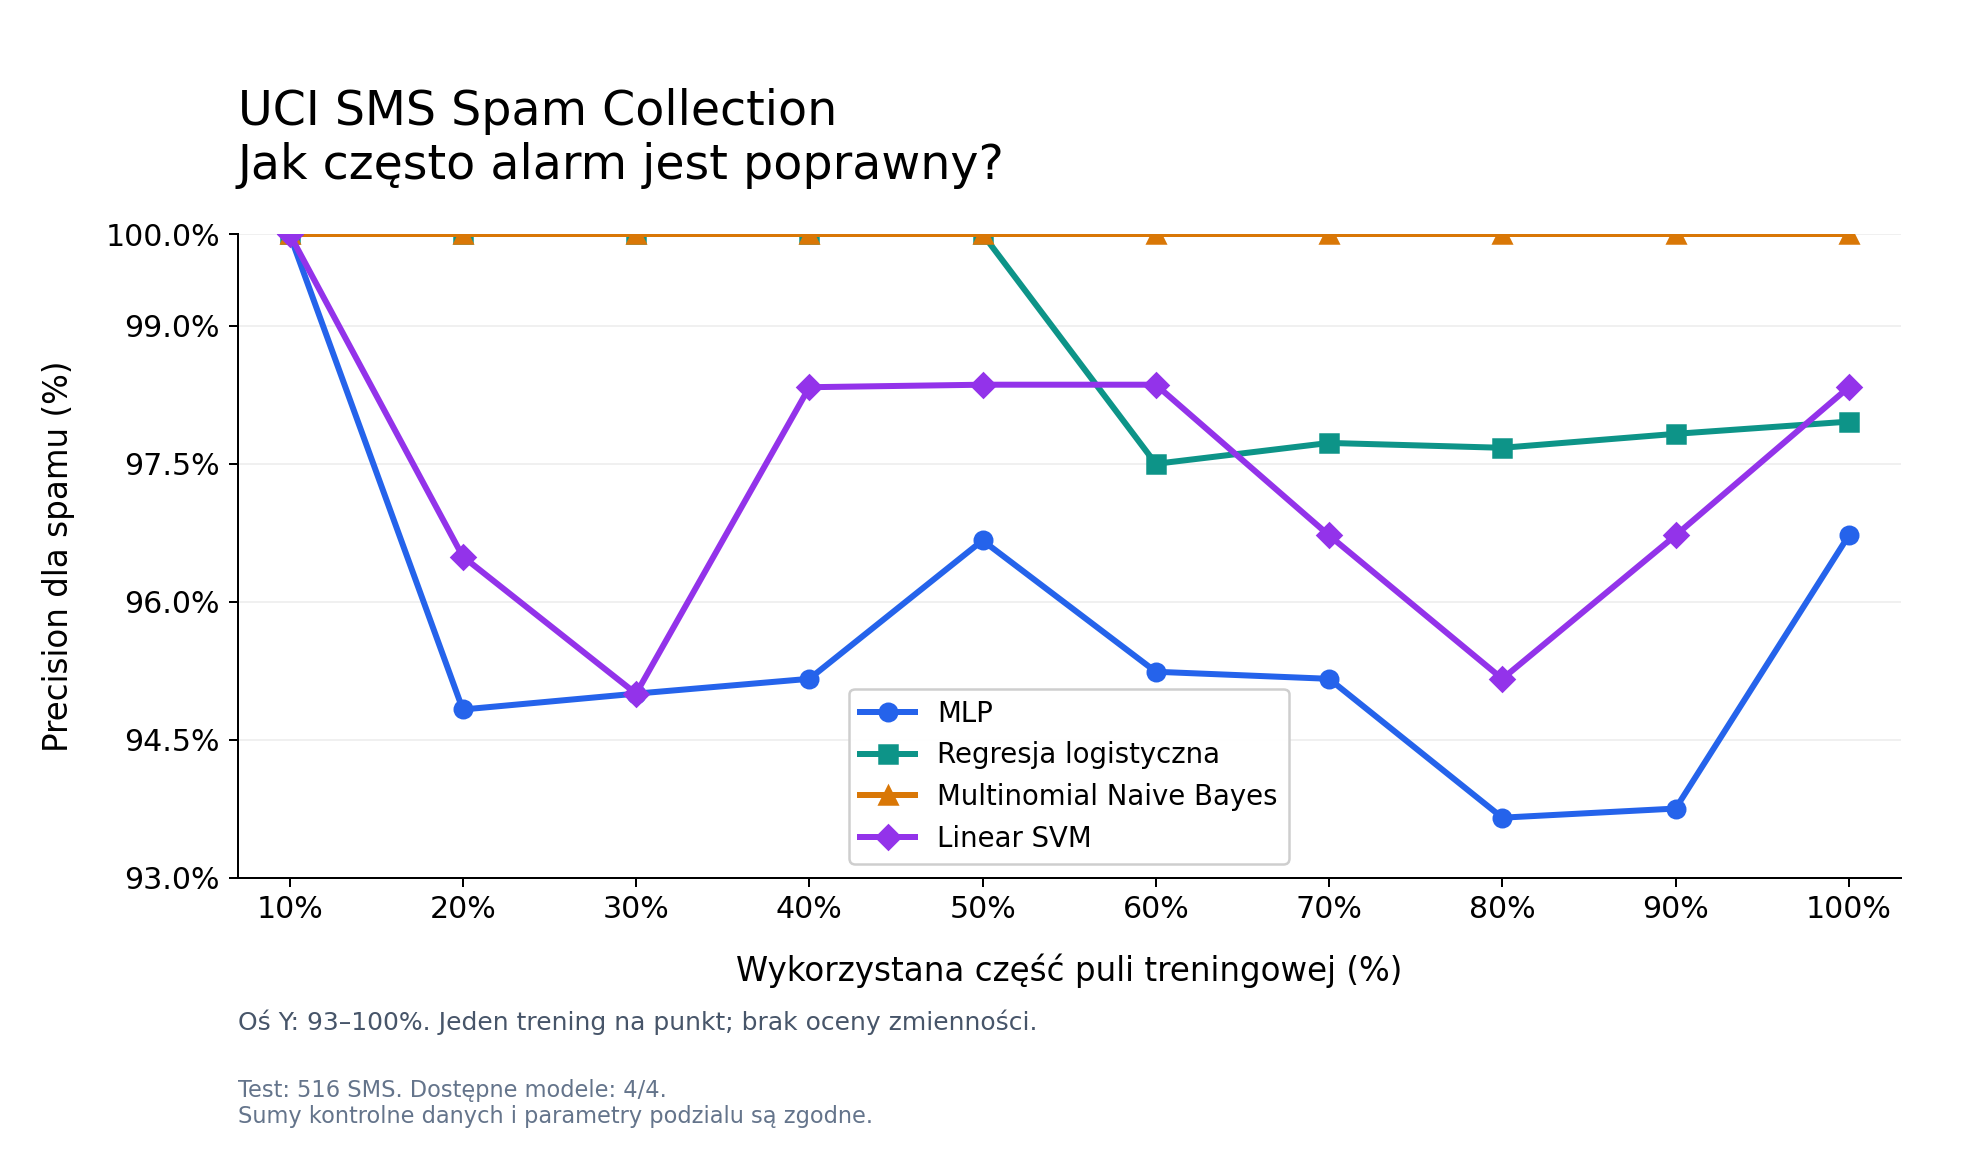 UCI SMS Spam Collection
Jak często alarm jest poprawny?
Precision dla spamu (%)
100.0%
99.0%
97.5%
96.0%
94.5%
93.0%
MLP
Regresja logistyczna
Multinomial Naive Bayes
Linear SVM
10% 20% 30% 40% 50% 60% 70% 80% 90% 100%
Wykorzystana część puli treningowej (%)
Oś Y: 93–100%. Jeden trening na punkt; brak oceny zmienności.
Test: 516 SMS. Dostępne modele: 4/4.
Sumy kontrolne danych i parametry podzialu są zgodne.